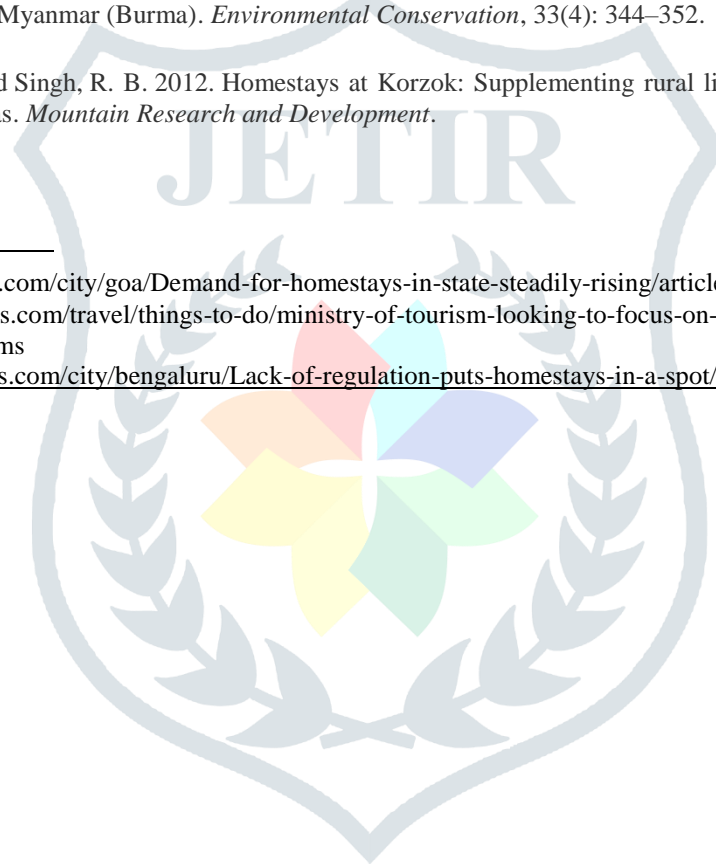 Myanmar (Burma). Environmental Conservation, 33(4): 344–352.
d Singh, R. B. 2012. Homestays at Korzok: Supplementing rural li
as. Mountain Research and Development.
JETIR
.com/city/goa/Demand-for-homestays-in-state-steadily-rising/article
s.com/travel/things-to-do/ministry-of-tourism-looking-to-focus-on-
ms
s.com/city/bengaluru/Lack-of-regulation-puts-homestays-in-a-spot/